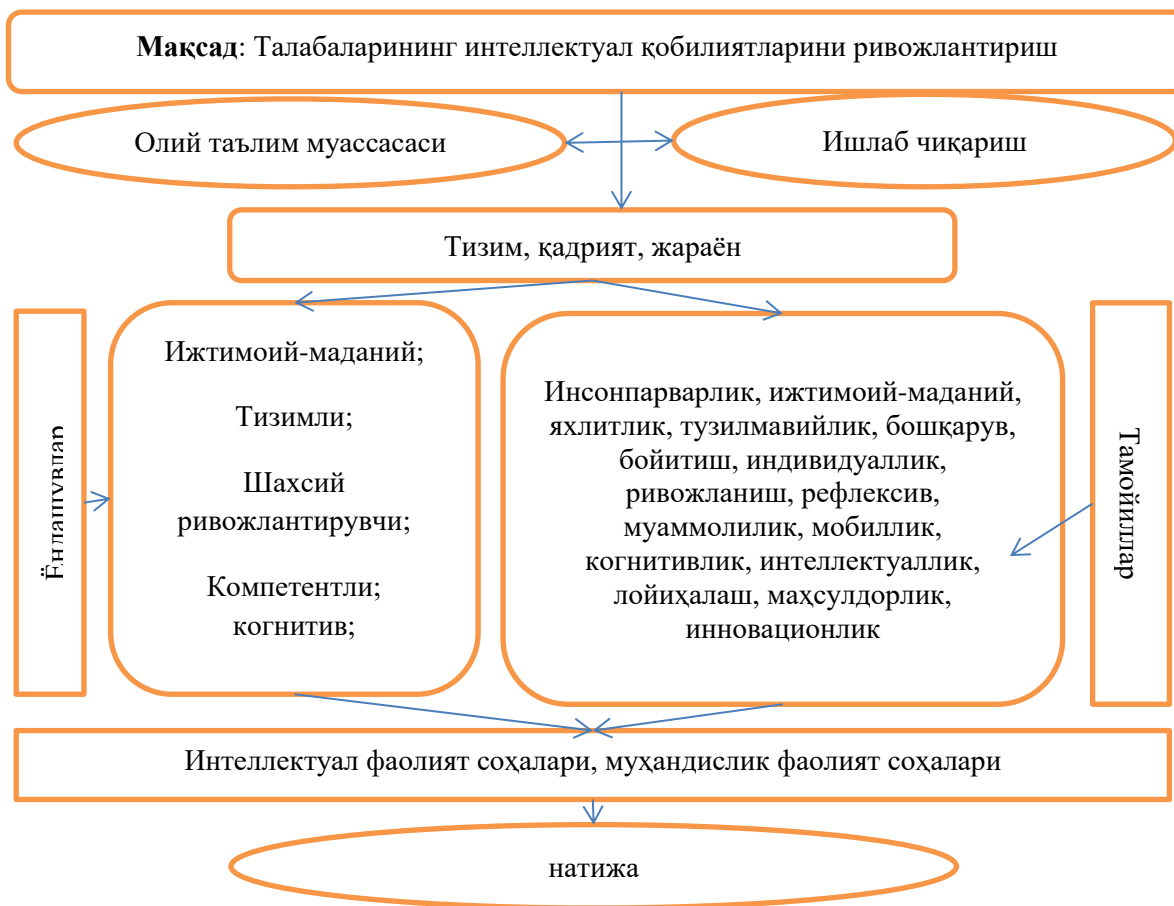 Мақсад: Талабаларининг интеллектуал қобилиятларини ривожлантириш
Олий таълим муассасаси
Ишлаб чиқариш
Тизим, қадрият, жараён
Ёндашувлар
Ижтимоий-маданий;
Тизимли;
Шахсий
ривожлантирувчи;
Компетентли;
когнитив;
Инсонпарварлик, ижтимоий-маданий,
яхлитлик, тузилмавийлик, бошқарув,
бойитиш, индивидуаллик,
ривожланиш, рефлексив,
муаммолилик, мобиллик,
когнитивлик, интеллектуаллик,
лойиҳалаш, маҳсулдорлик,
инновационлик
Тамойиллар
Интеллектуал фаолият соҳалари, муҳандислик фаолият соҳалари
натижа